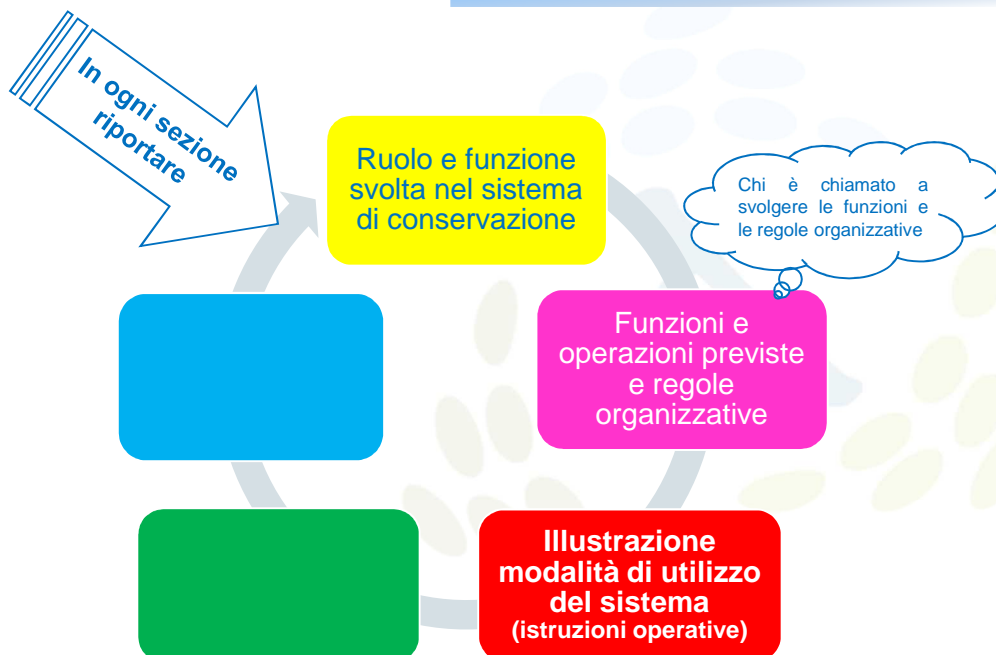 In ogni sezione
riportare
Ruolo e funzione
svolta nel sistema
di conservazione
Chi è chiamato a
svolgere le funzioni e
le regole organizzative
Funzioni e
operazioni previste
e regole
organizzative
Illustrazione
modalità di utilizzo
del sistema
(istruzioni operative)